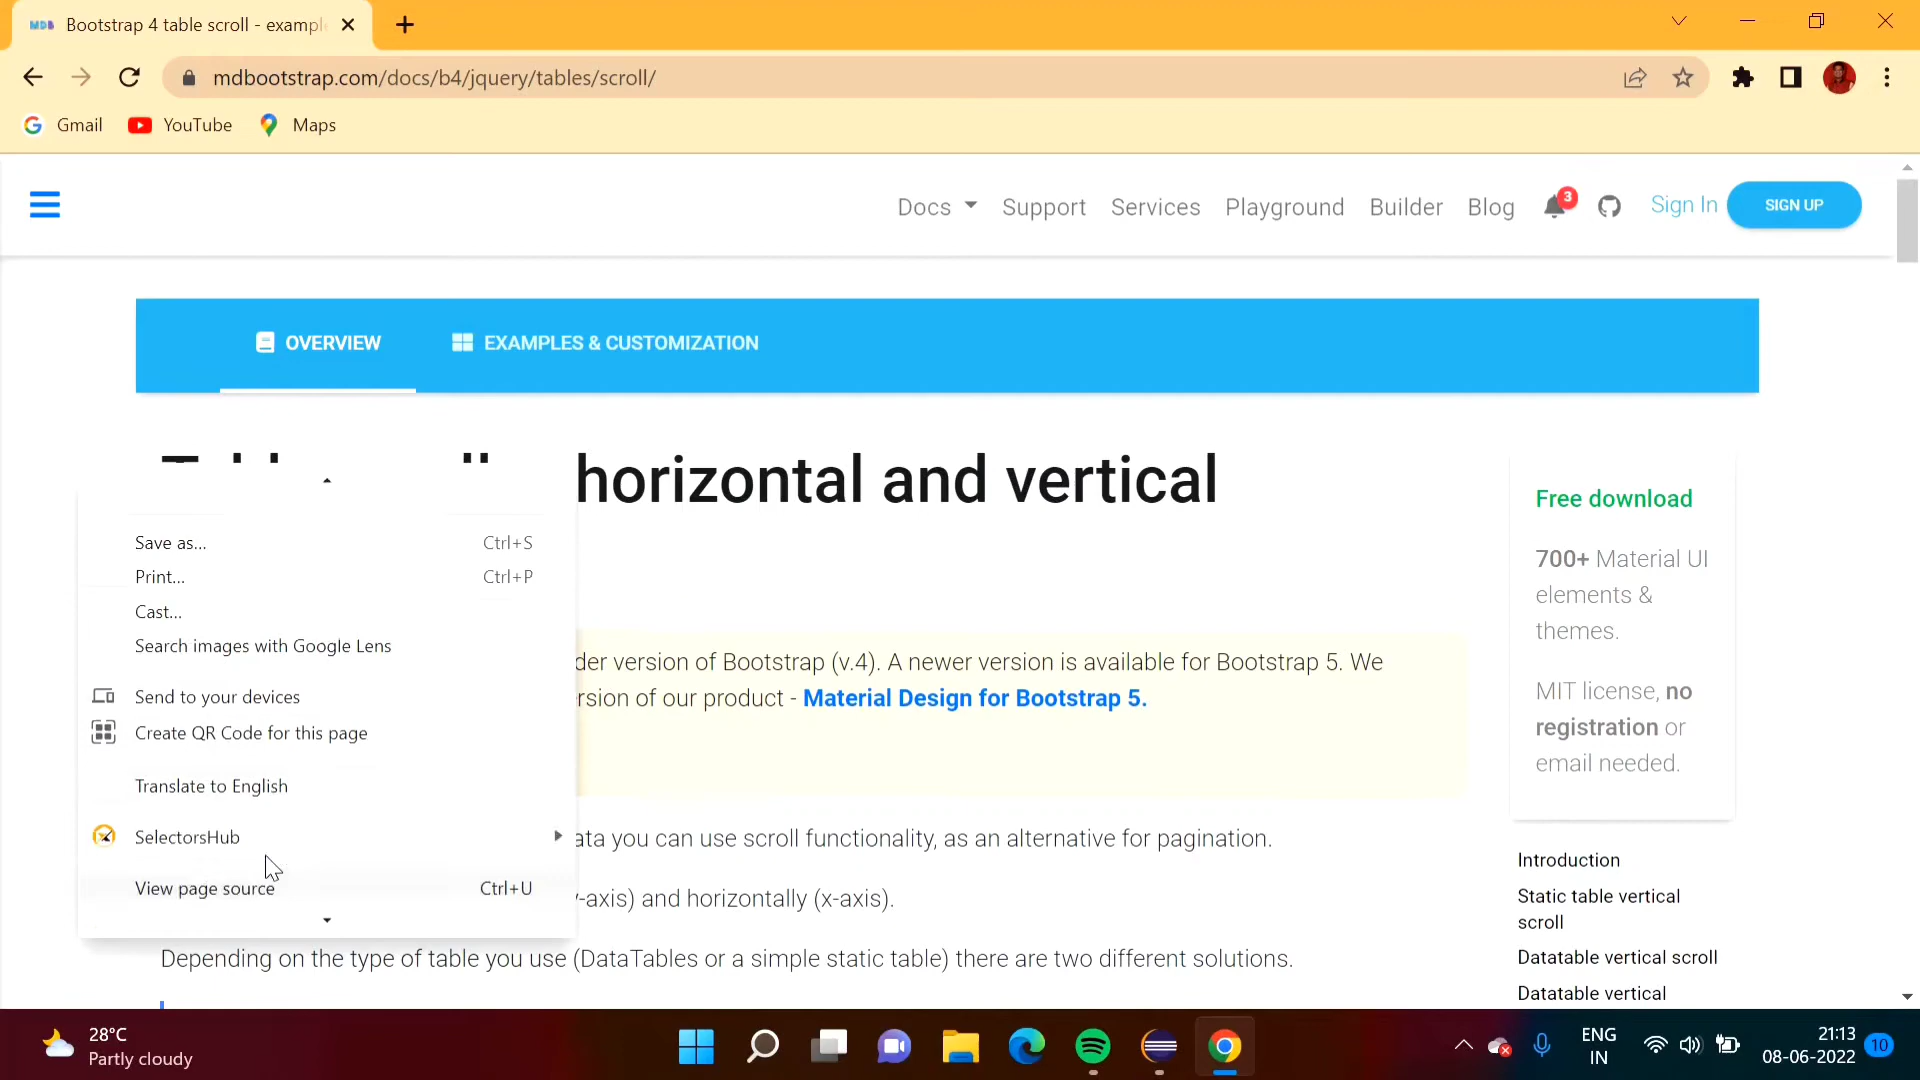 MDB Bootstrap 4 table scroll - exampl
mdbootstrap.com/docs/b4/jquery/tables/scroll/
Gmail YouTube Maps
Docs Support Services Playground Builder Blog 3 Sign In SIGN UP
OVERVIEW EXAMPLES & CUSTOMIZATION
horizontal and vertical
Save as... Ctrl+S
Print... Ctrl+P
Cast...
Search images with Google Lens
Send to your devices
Create QR Code for this page
Translate to English
SelectorsHub
View page source Ctrl+U
der version of Bootstrap (v.4). A newer version is available for Bootstrap 5. We
rsion of our product - Material Design for Bootstrap 5.
ata you can use scroll functionality, as an alternative for pagination.
-axis) and horizontally (x-axis).
Depending on the type of table you use (DataTables or a simple static table) there are two different solutions.
Free download
700+ Material UI
elements &
themes.
MIT license, no
registration or
email needed.
Introduction
Static table vertical
scroll
Datatable vertical scroll
Datatable vertical
28°C
Partly cloudy
ENG
IN
21:13
08-06-2022
10